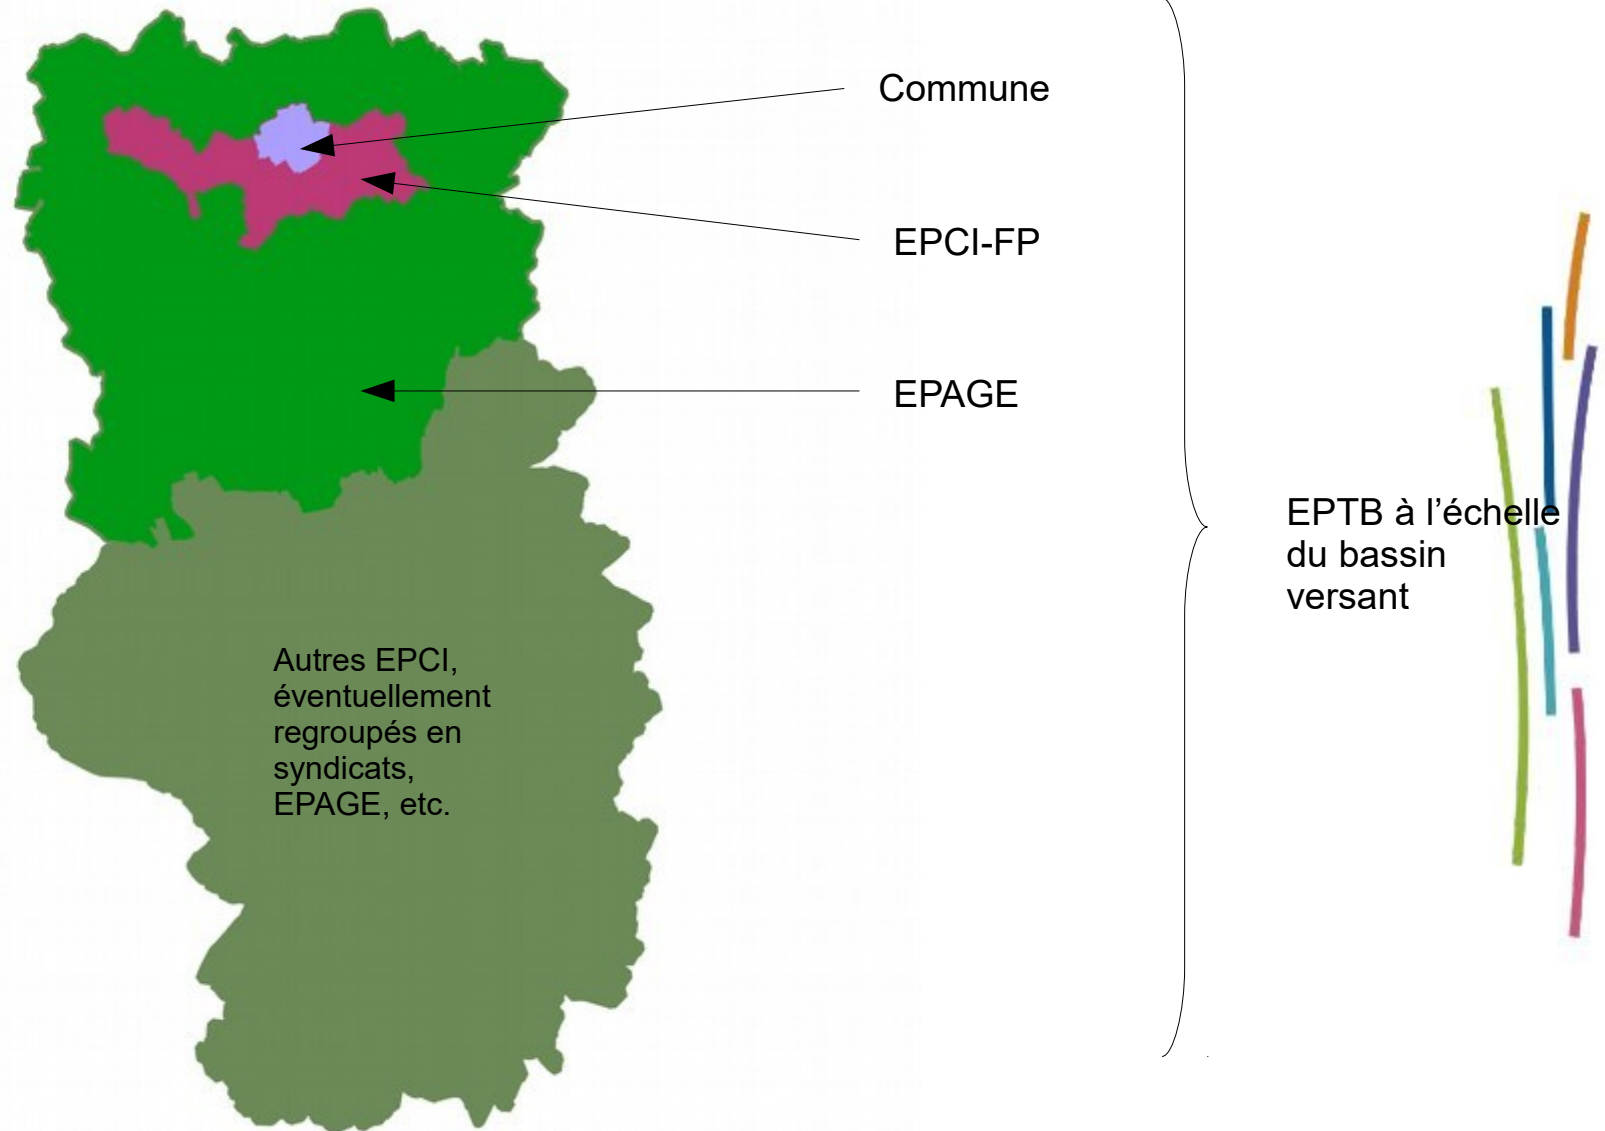 Commune
EPCI-FP
EPAGE
EPTB à l’échelle
du bassin
versant
Autres EPCI,
éventuellement
regroupés en
syndicats,
EPAGE, etc.